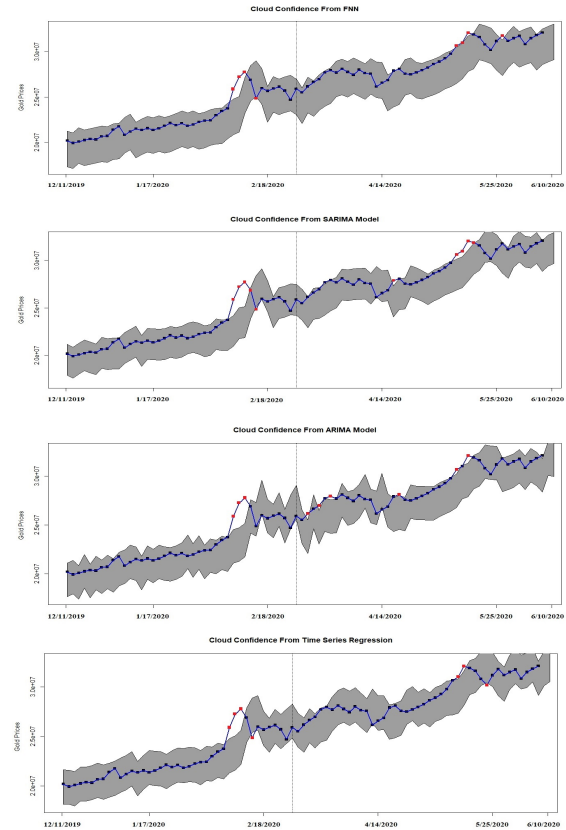 Cloud Confidence From FNN
Gold Prices
3.0e+07
2.5e+07
2.0e+07
12/11/2019 1/17/2020 2/18/2020 4/14/2020 5/25/2020 6/10/2020
Cloud Confidence From SARIMA Model
Gold Prices
3.0e+07
2.5e+07
2.0e+07
12/11/2019 1/17/2020 2/18/2020 4/14/2020 5/25/2020 6/10/2020
Cloud Confidence From ARIMA Model
Gold Prices
3.0e+07
2.5e+07
2.0e+07
12/11/2019 1/17/2020 2/18/2020 4/14/2020 5/25/2020 6/10/2020
Cloud Confidence From Time Series Regression
Gold Prices
3.0e+07
2.5e+07
2.0e+07
12/11/2019 1/17/2020 2/18/2020 4/14/2020 5/25/2020 6/10/2020